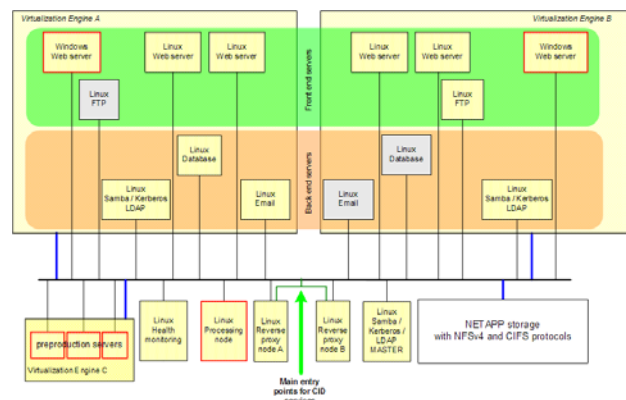 Virtualization Engine A
Virtualization Engine B
Windows
Web server
Linux
Web server
Linux
Web server
Linux
Web server
Linux
Web server
Windows
Web server
Front end servers
Linux
FTP
Linux
FTP
Linux
Database
Linux
Database
Back end servers
Linux
Samba / Kerberos
LDAP
Linux
Email
Linux
Email
Linux
Samba / Kerberos
LDAP
preproduction servers
Virtualization Engine C
Linux
Health
monitoring
Linux
Processing
node
Linux
Reverse
proxy
node A
Linux
Reverse
proxy
node B
Linux
Samba /
Kerberos /
LDAP
MASTER
NETAPP storage
with NFSv4 and CIFS protocols
Main entry
points for CID